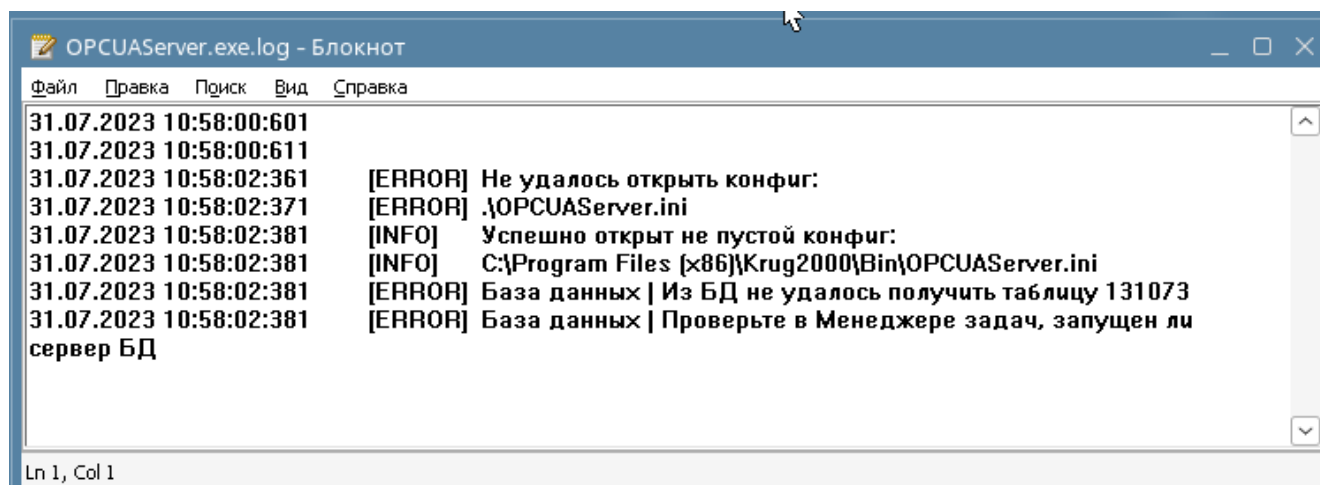 OPCUAServer.exe.log - Блокнот
Файл Правка Поиск Вид Справка
31.07.2023 10:58:00:601
31.07.2023 10:58:00:611
31.07.2023 10:58:02:361 [ERROR] Не удалось открыть конфиг:
31.07.2023 10:58:02:371 [ERROR] .\OPCUAServer.ini
31.07.2023 10:58:02:381 [INFO] Успешно открыт не пустой конфиг:
31.07.2023 10:58:02:381 [INFO] C:\Program Files (x86)\Krug2000\Bin\OPCUAServer.ini
31.07.2023 10:58:02:381 [ERROR] База данных | Из БД не удалось получить таблицу 131073
31.07.2023 10:58:02:381 [ERROR] База данных | Проверьте в Менеджере задач, запущен ли
сервер БД
Ln 1, Col 1